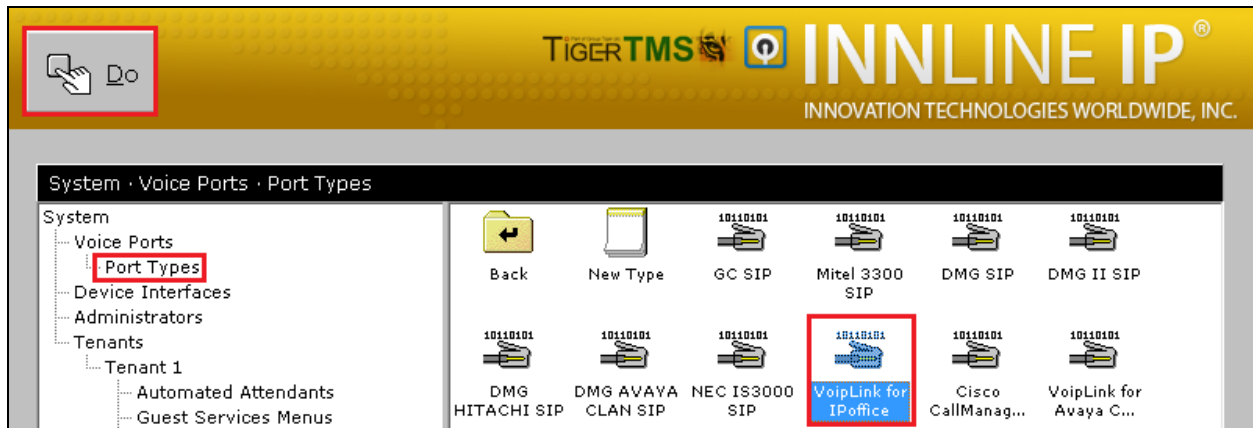 Do
TIGERTMS
INNLINE IP®
INNOVATION TECHNOLOGIES WORLDWIDE, INC.
System · Voice Ports · Port Types
System
Voice Ports
Port Types
Device Interfaces
Administrators
Tenants
Tenant 1
Automated Attendants
Guest Services Menus
Back
New Type
10110101
GC SIP
10110101
Mitel 3300
SIP
10110101
DMG SIP
10110101
DMG II SIP
10110101
DMG
HITACHI SIP
10110101
DMG AVAYA
CLAN SIP
10110101
NEC IS3000
SIP
10110101
VoipLink for
IPoffice
10110101
Cisco
CallManag...
10110101
VoipLink for
Avaya C...